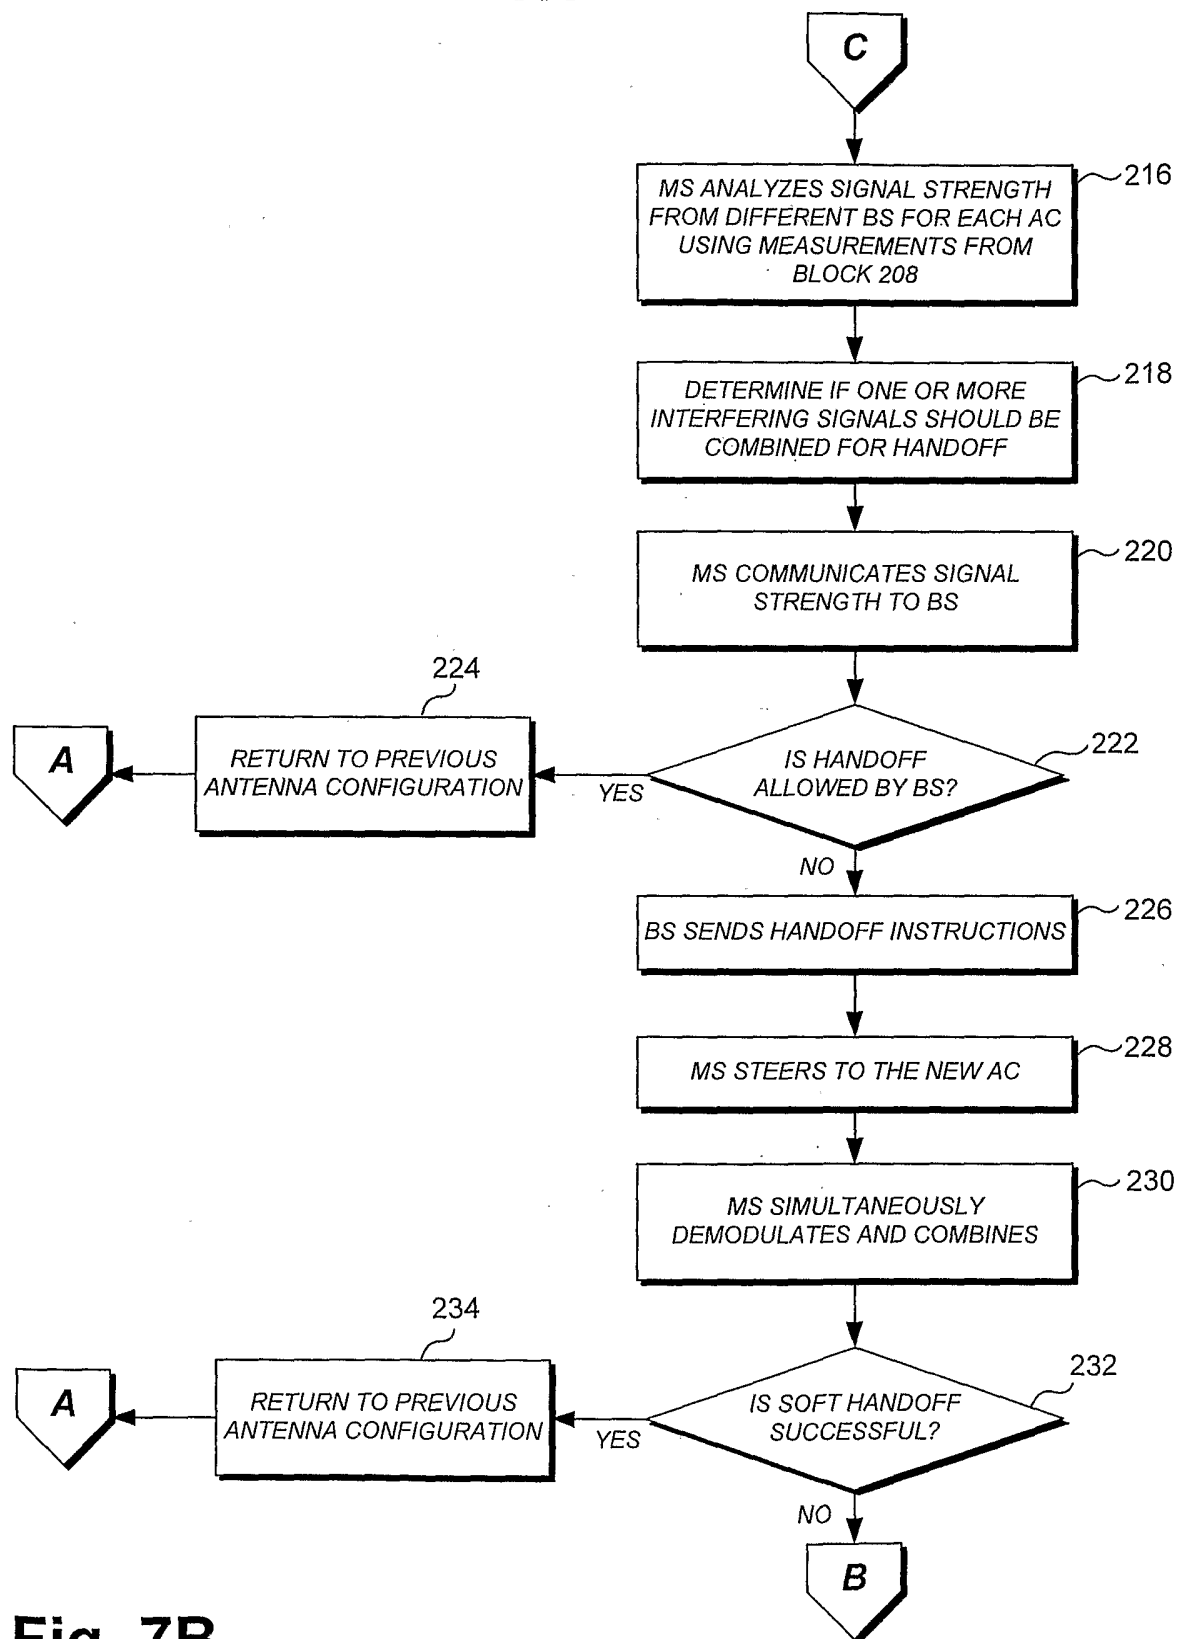 C
MS ANALYZES SIGNAL STRENGTH
FROM DIFFERENT BS FOR EACH AC
USING MEASUREMENTS FROM
BLOCK 208
216
DETERMINE IF ONE OR MORE
INTERFERING SIGNALS SHOULD BE
COMBINED FOR HANDOFF
218
MS COMMUNICATES SIGNAL
STRENGTH TO BS
220
IS HANDOFF
ALLOWED BY BS?
222
YES
224
RETURN TO PREVIOUS
ANTENNA CONFIGURATION
A
NO
BS SENDS HANDOFF INSTRUCTIONS
226
MS STEERS TO THE NEW AC
228
MS SIMULTANEOUSLY
DEMODULATES AND COMBINES
230
IS SOFT HANDOFF
SUCCESSFUL?
232
YES
234
RETURN TO PREVIOUS
ANTENNA CONFIGURATION
A
NO
B
Fig. 7B